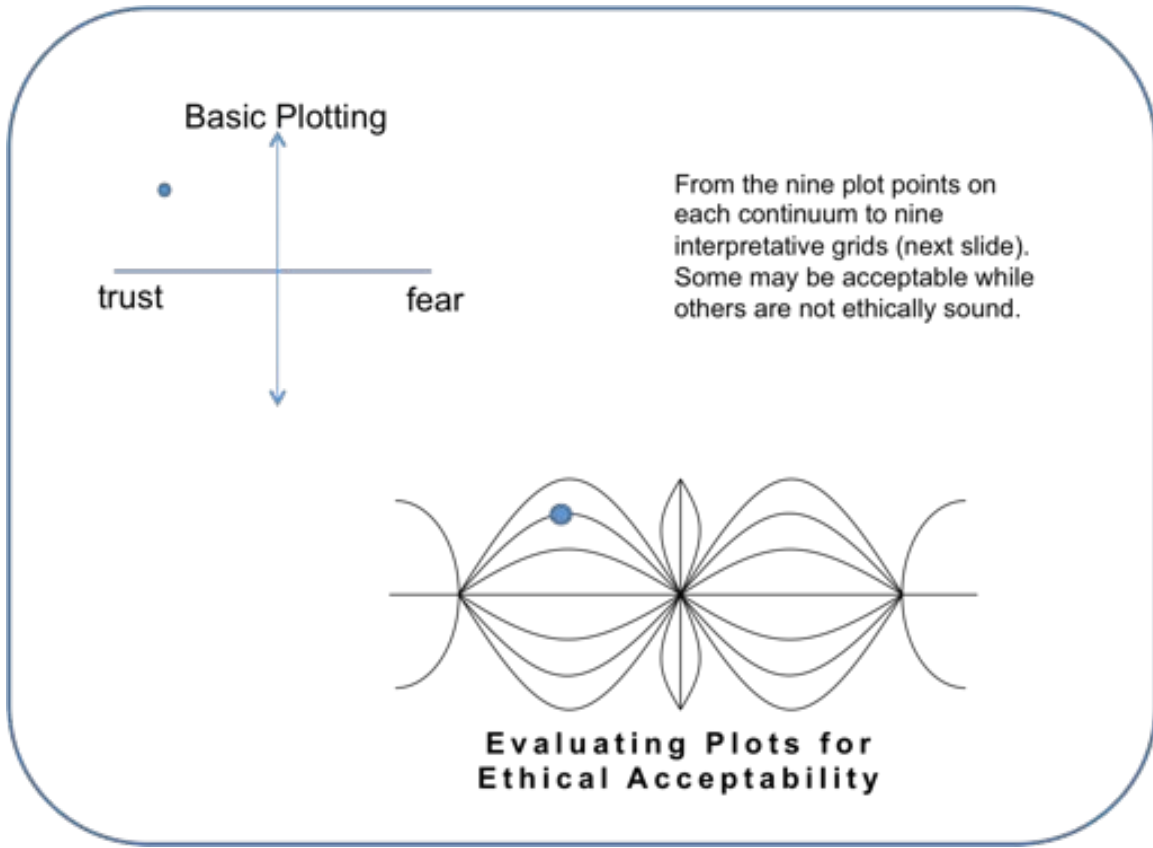 Basic Plotting
trust
fear
From the nine plot points on
each continuum to nine
interpretative grids (next slide).
Some may be acceptable while
others are not ethically sound.
Evaluating Plots for
Ethical Acceptability